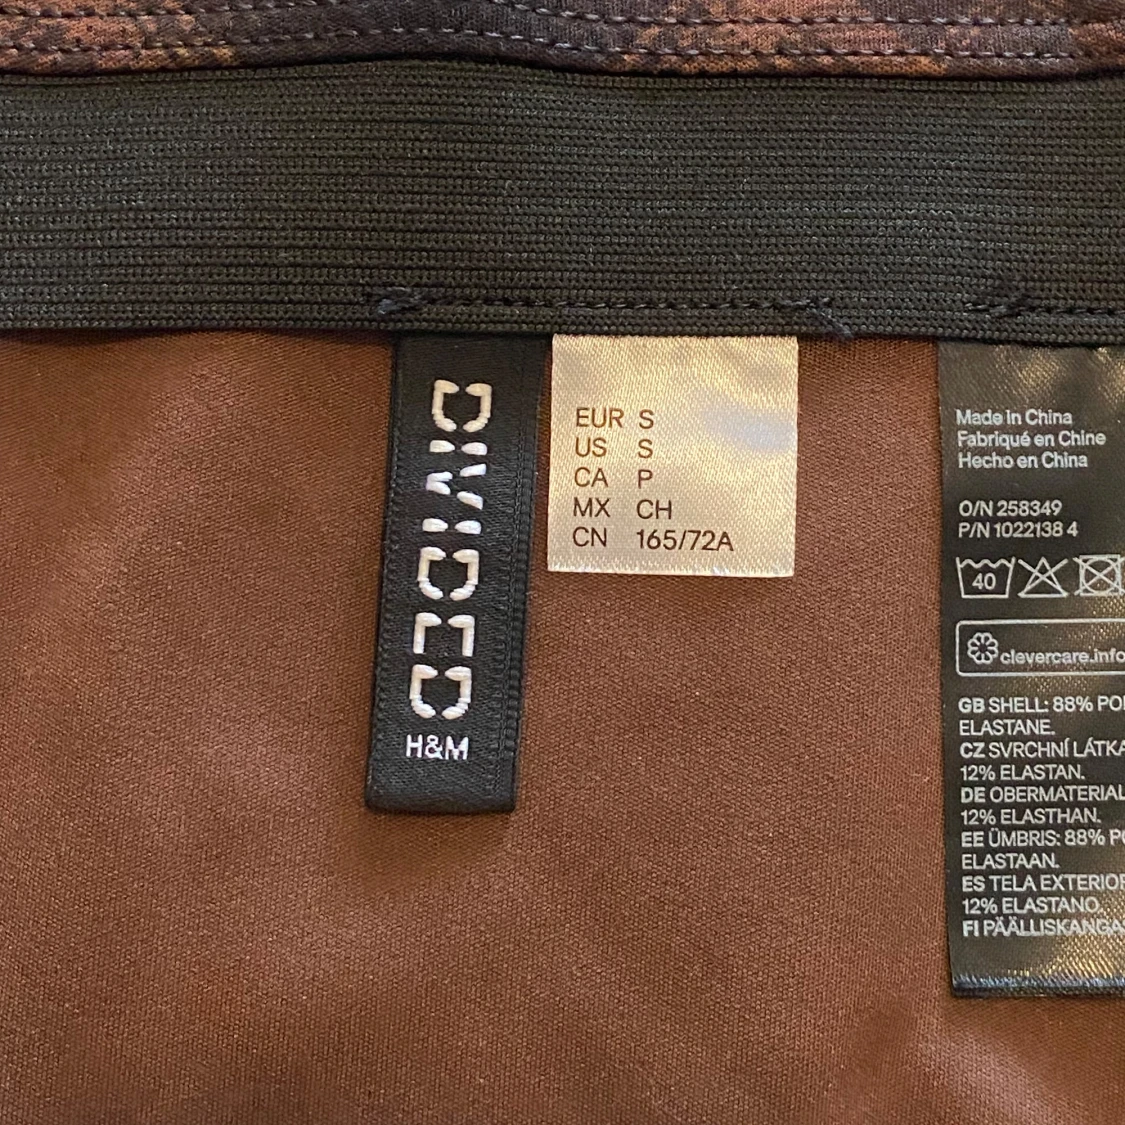 DIVIDED
H&M
EUR S
US S
CA P
MX CH
CN 165/72A
Made in China
Fabriqué en Chine
Hecho en China
O/N 258349
P/N 1022138 4
40
clevercare.info
GB SHELL: 88%
ELASTANE.
CZ SVRCHNÍ LÁTKA
12% ELASTAN.
DE OBERMATERIAL
12% ELASTHAN.
EE ÜMBRIS: 88%
ELASTAAN.
ES TELA EXTERIOR
12% ELASTANO.
FI